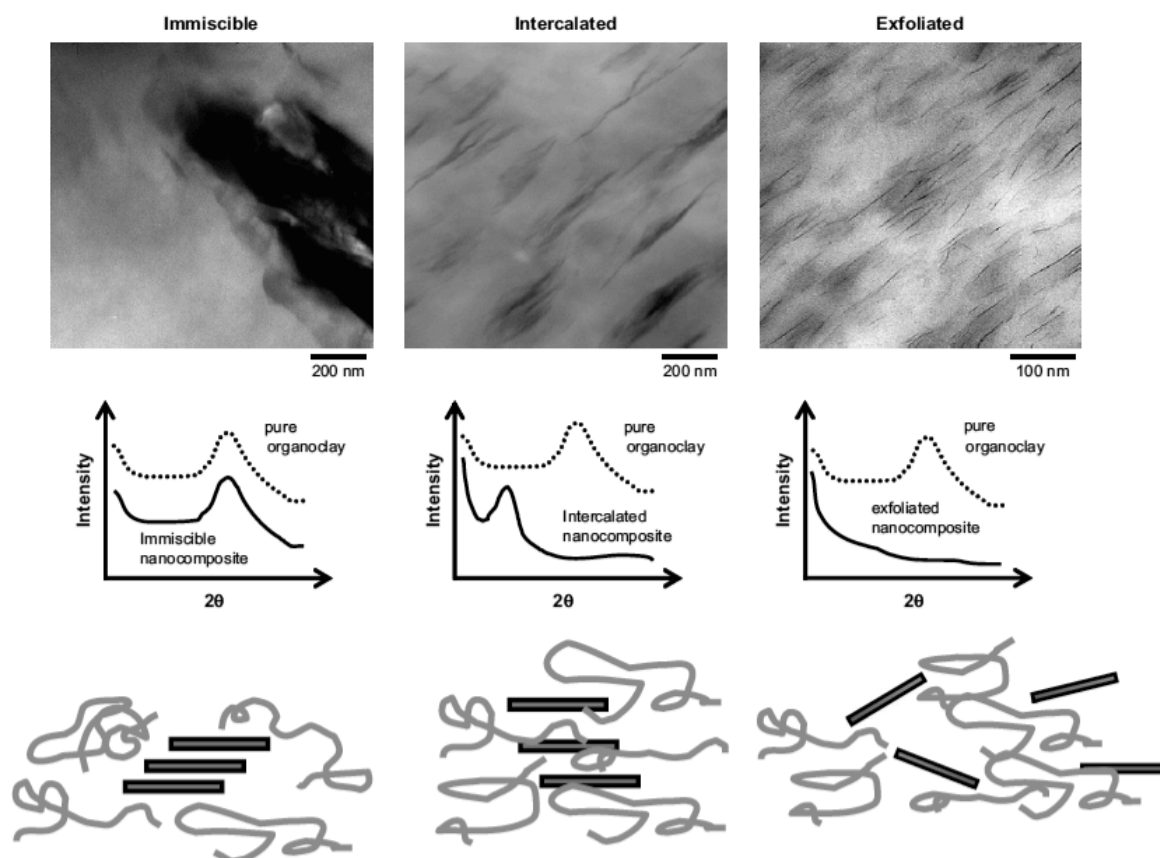 Immiscible
Intercalated
Exfoliated
200 nm
200 nm
100 nm
Intensity
pure
organoclay
Immiscible
nanocomposite
2θ
Intensity
pure
organoclay
Intercalated
nanocomposite
2θ
Intensity
pure
organoclay
exfoliated
nanocomposite
2θ